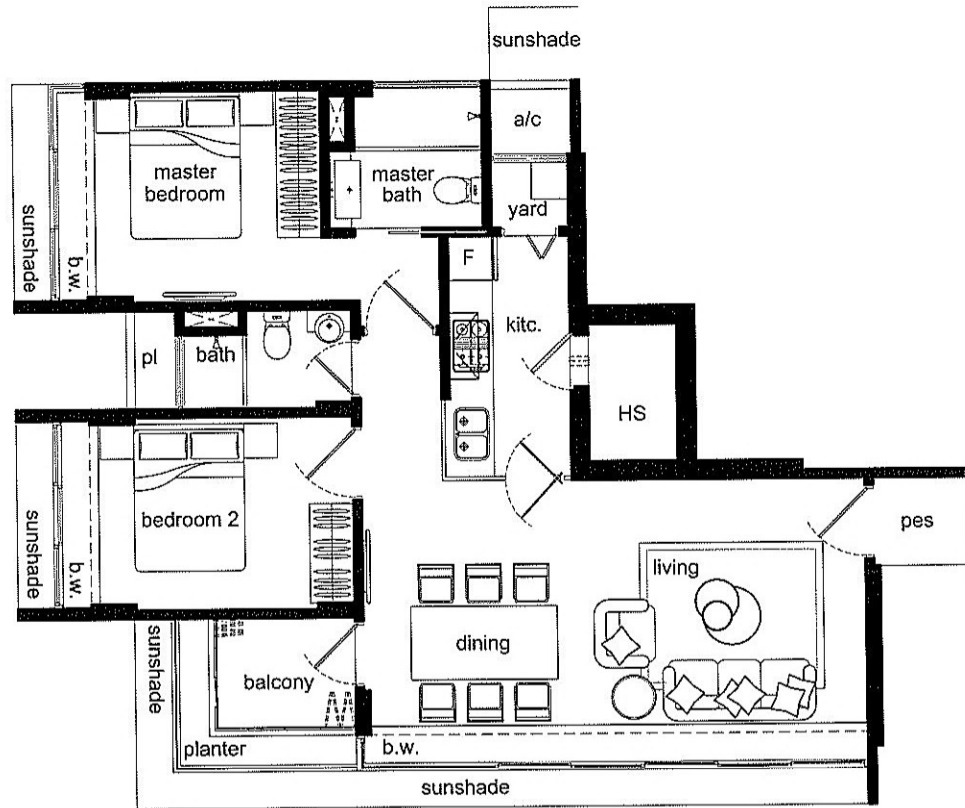 sunshade
a/c
master
bedroom
master
bath
yard
sunshade
b.w.
F
kitc.
pl
bath
HS
bedroom 2
sunshade
b.w.
pes
living
dining
sunshade
balcony
planter
b.w.
sunshade